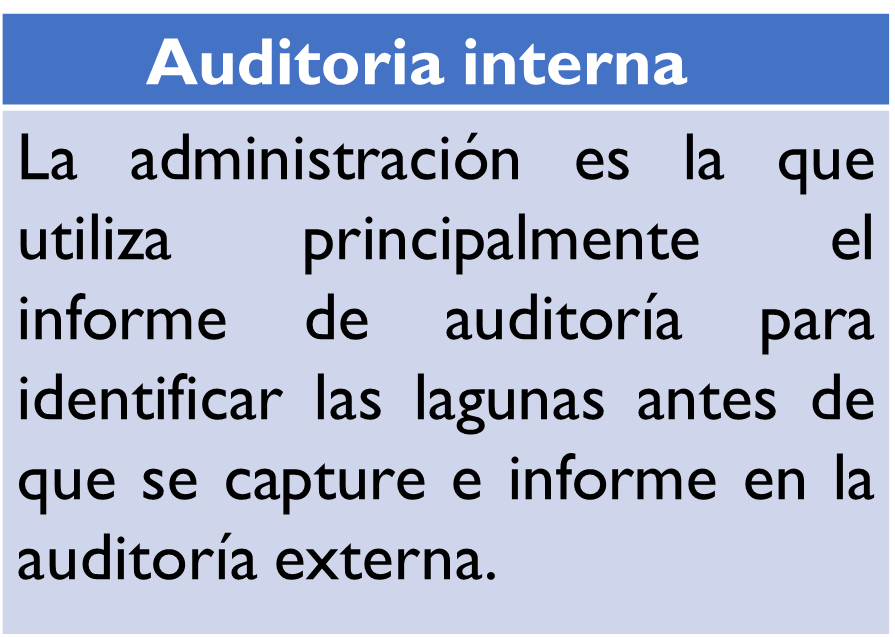 Auditoria interna
La administración es la que
utiliza principalmente el
informe de auditoría para
identificar las lagunas antes de
que se capture e informe en la
auditoría externa.